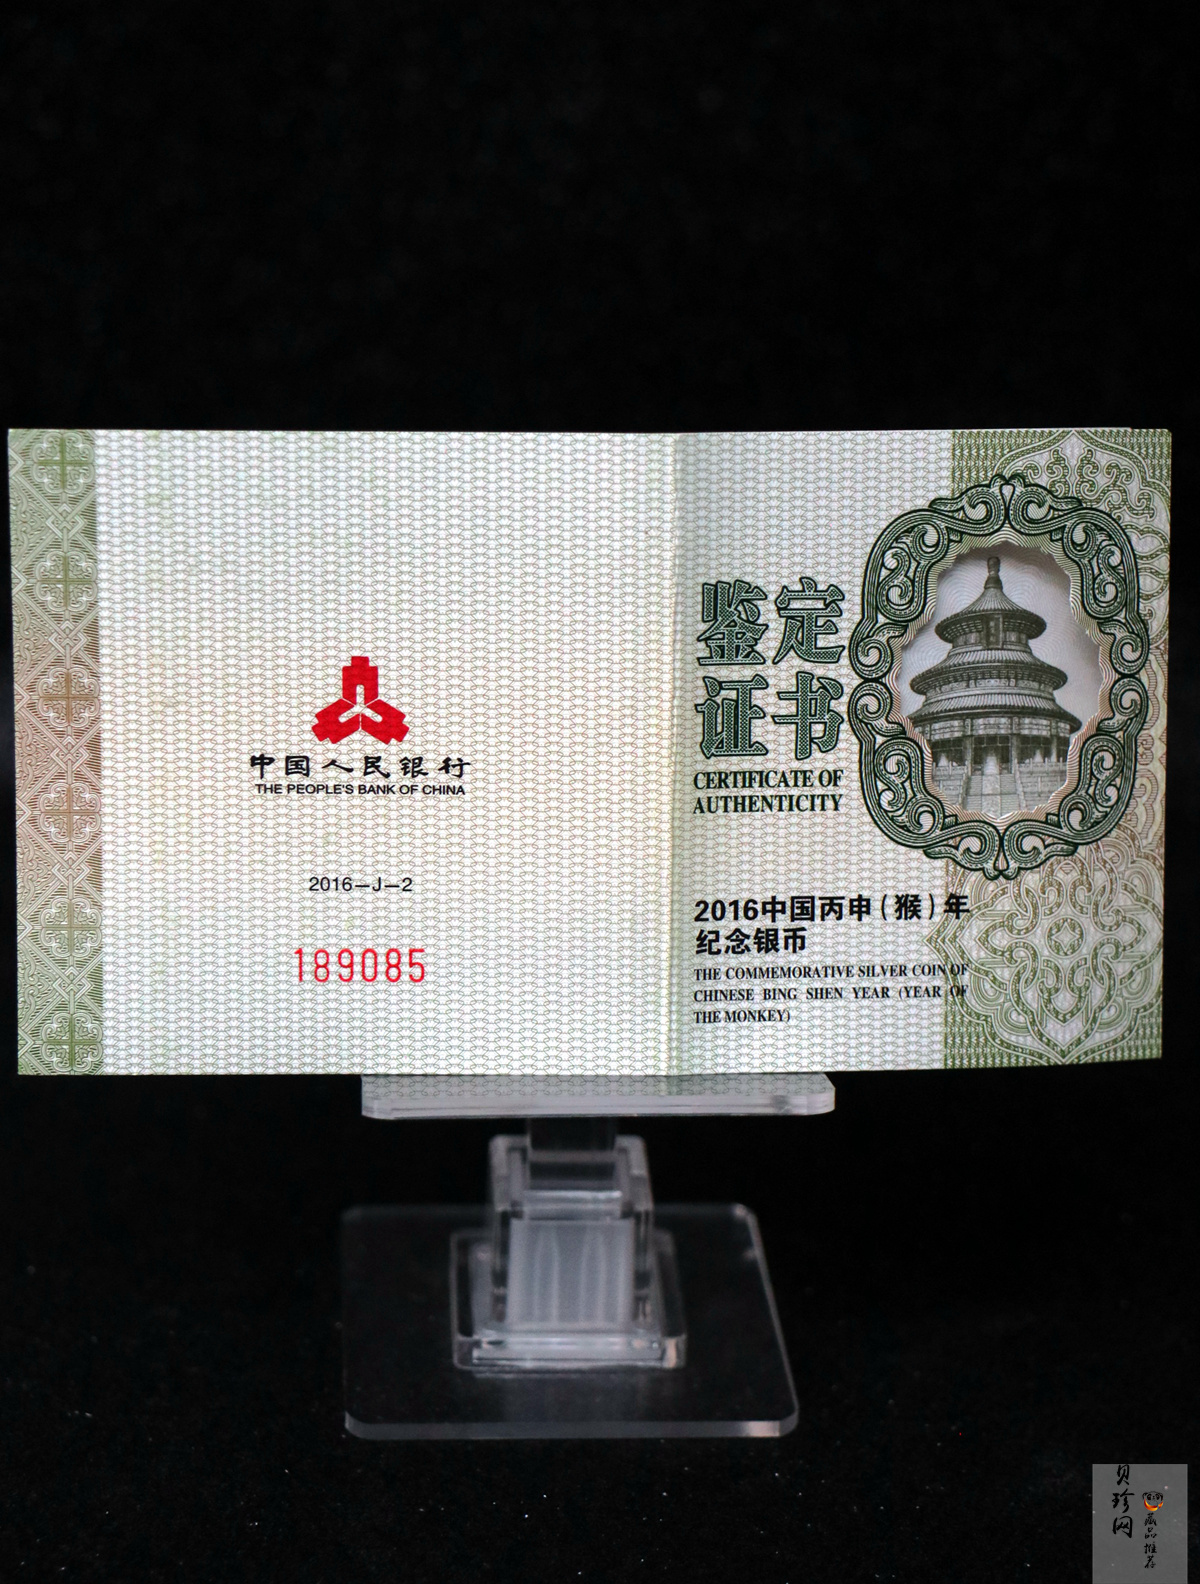 中国人民银行
THE PEOPLE'S BANK OF CHINA
2016－J－2
189085
鉴定
证书
CERTIFICATE OF
AUTHENTICITY
2016中国丙申(猴)年
纪念银币
THE COMMEMORATIVE SILVER COIN OF
CHINESE BING SHEN YEAR (YEAR OF
THE MONKEY)
贝珍网
藏品推荐